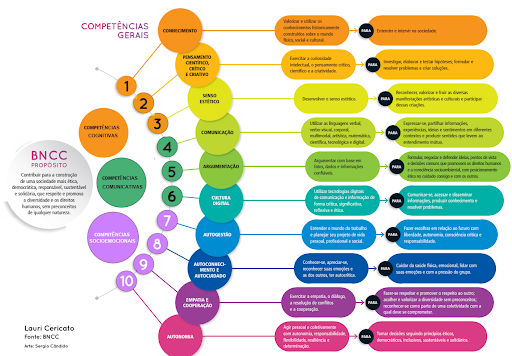 COMPETÊNCIAS
GERAIS
BNCC
PROPÓSITO
Contribuir para a construção
de uma sociedade mais ética,
democrática, responsável, sustentável
e solidária, que respeite e promova
a diversidade e os direitos
humanos, sem preconceitos
de qualquer natureza.
COMPETÊNCIAS
COGNITIVAS
COMPETÊNCIAS
COMUNICATIVAS
COMPETÊNCIAS
SOCIOEMOCIONAIS
1
CONHECIMENTO
Valorizar e utilizar os
conhecimentos historicamente
construídos sobre o mundo
físico, social e cultural.
PARA
Entender e intervir na sociedade.
2
PENSAMENTO
CIENTÍFICO,
CRÍTICO
E CRIATIVO
Exercitar a curiosidade
intelectual, o pensamento crítico,
científico e a criatividade.
PARA
Investigar, elaborar e testar hipóteses; formular e
resolver problemas e criar soluções.
3
SENSO
ESTÉTICO
Desenvolver o senso estético.
PARA
Reconhecer, valorizar e fruir as diversas
manifestações artísticas e culturais e participar
dessas criações.
4
COMUNICAÇÃO
Utilizar as linguagens verbal,
verbo visual, corporal,
multimodal, artística, matemática,
científica, tecnológica e digital.
PARA
Expressar-se, partilhar informações,
experiências, ideias e sentimentos em diferentes
contextos e produzir sentidos que levem ao
entendimento mútuo.
5
ARGUMENTAÇÃO
Argumentar com base em
fatos, dados e informações
confiáveis.
PARA
Formular, negociar e defender ideias, pontos de vista
e decisões comuns que promovam os direitos humanos
e a consciência socioambiental, com posicionamento
ético no cuidado consigo e com os outros.
6
CULTURA
DIGITAL
Utilizar tecnologias digitais
de comunicação e informação de
forma crítica, significativa,
reflexiva e ética.
PARA
Comunicar-se, acessar e disseminar
informações, produzir conhecimento e
resolver problemas.
7
AUTOGESTÃO
Entender o mundo do trabalho
e planejar seu projeto de vida
pessoal, profissional e social.
PARA
Fazer escolhas em relação ao futuro com
liberdade, autonomia, consciência crítica e
responsabilidade.
8
AUTOCONHECI-
MENTO E
AUTOCUIDADO
Conhecer-se, apreciar-se,
reconhecer suas emoções e
as dos outros, ter autocrítica.
PARA
Cuidar da saúde física, emocional, lidar com
suas emoções e com a pressão do grupo.
9
EMPATIA E
COOPERAÇÃO
Exercitar a empatia, o diálogo,
a resolução de conflitos
e a cooperação.
PARA
Fazer-se respeitar e promover o respeito ao outro;
acolher e valorizar a diversidade sem preconceitos;
reconhecer-se como parte de uma coletividade com a
qual deve se comprometer.
10
AUTONOMIA
Agir pessoal e coletivamente
com autonomia, responsabilidade,
flexibilidade, resiliência e
determinação.
PARA
Tomar decisões segundo princípios éticos,
democráticos, inclusivos, sustentáveis e solidários.
Lauri Cericato
Fonte: BNCC
Arte: Sergio Cândido